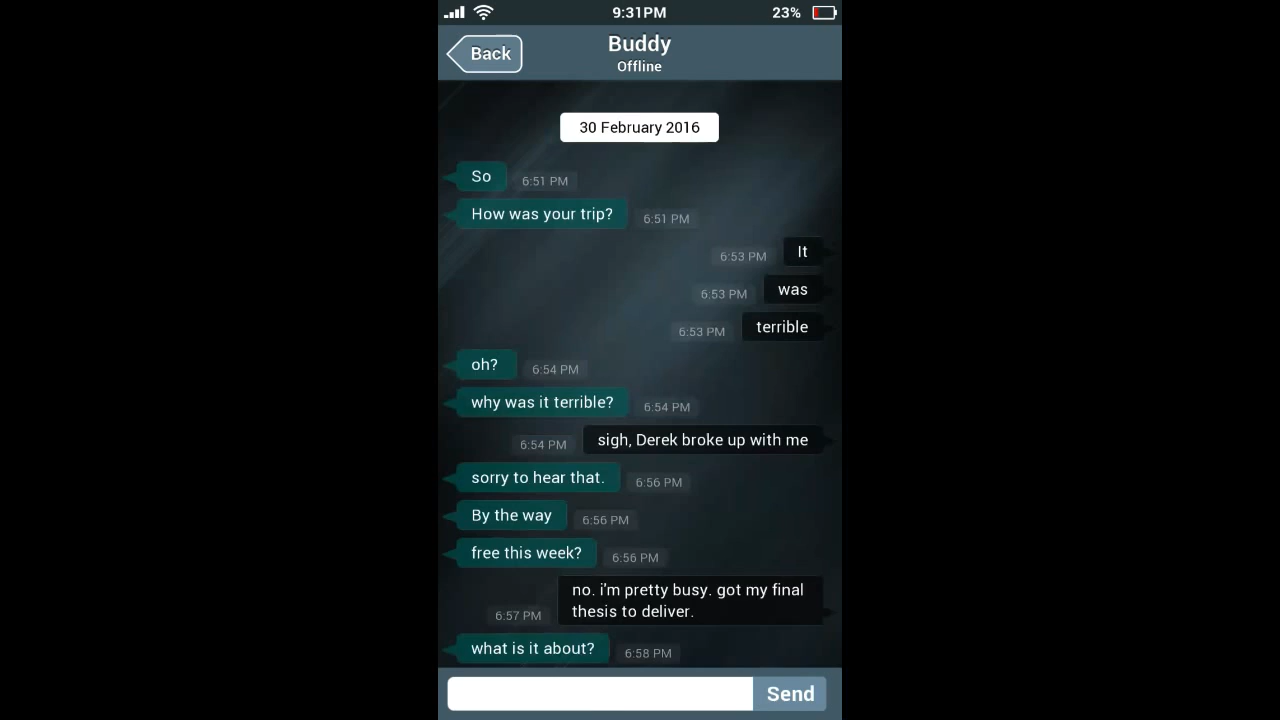 9:31PM
23%
Back
Buddy
Offline
30 February 2016
So
6:51 PM
How was your trip?
6:51 PM
It
6:53 PM
was
6:53 PM
terrible
6:53 PM
oh?
6:54 PM
why was it terrible?
6:54 PM
sigh, Derek broke up with me
6:54 PM
sorry to hear that.
6:56 PM
By the way
6:56 PM
free this week?
6:56 PM
no. i'm pretty busy. got my final
thesis to deliver.
6:57 PM
what is it about?
6:58 PM
Send